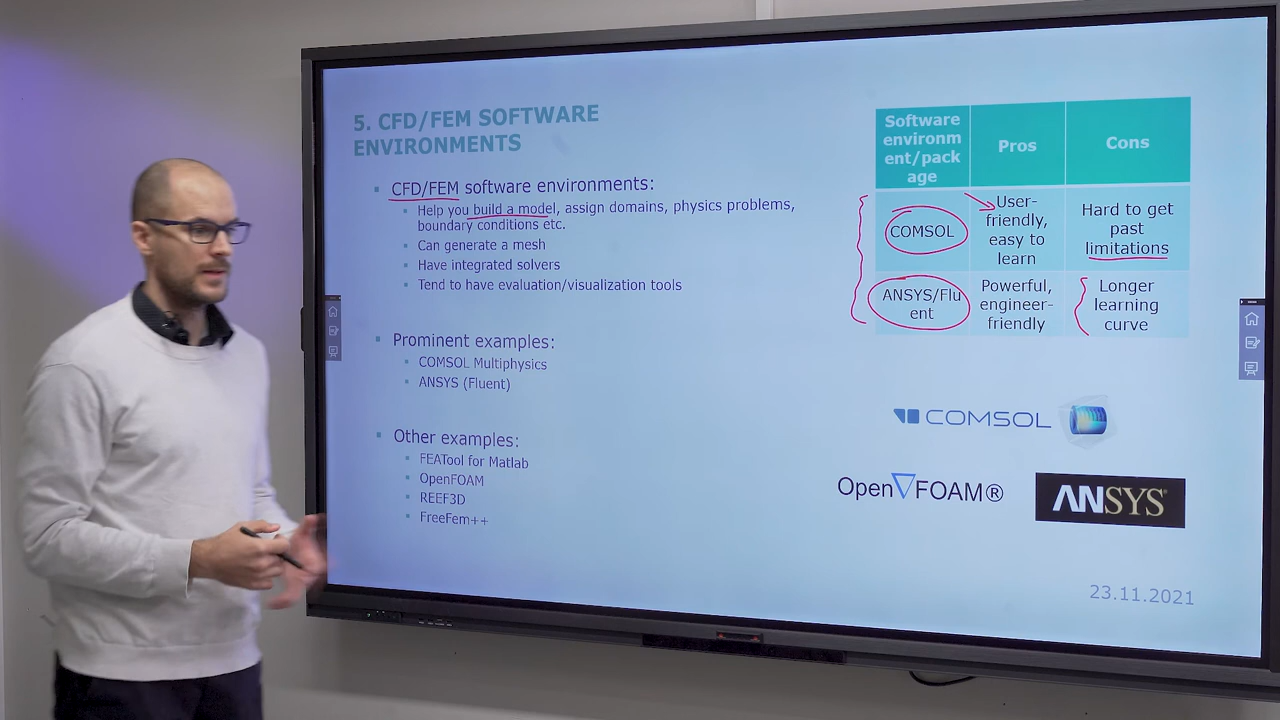 5. CFD/FEM SOFTWARE
ENVIRONMENTS
CFD/FEM software environments:
Help you build a model, assign domains, physics problems,
boundary conditions etc.
Can generate a mesh
Have integrated solvers
Tend to have evaluation/visualization tools
Prominent examples:
COMSOL Multiphysics
ANSYS (Fluent)
Other examples:
FEATool for Matlab
OpenFOAM
REEF3D
FreeFem++
Software
environm
ent/pack
age
Pros
Cons
COMSOL
User-
friendly,
easy to
learn
Hard to get
past
limitations
ANSYS/Flu
ent
Powerful,
engineer-
friendly
Longer
learning
curve
COMSOL
Open▽FOAM®
ANSYS®
23.11.2021